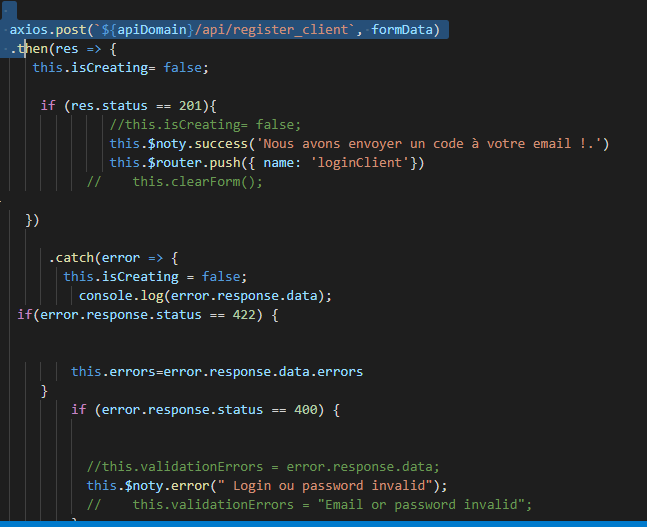 axios.post(`${apiDomain}/api/register_client`, formData)
.then(res => {
this.isCreating= false;
if (res.status == 201){
//this.isCreating= false;
this.$noty.success('Nous avons envoyer un code à votre email !.')
this.$router.push({ name: 'loginClient'})
//    this.clearForm();
})
.catch(error => {
this.isCreating = false;
console.log(error.response.data);
if(error.response.status == 422) {
this.errors=error.response.data.errors
}
if (error.response.status == 400) {
//this.validationErrors = error.response.data;
this.$noty.error(" Login ou password invalid");
//    this.validationErrors = "Email or password invalid";